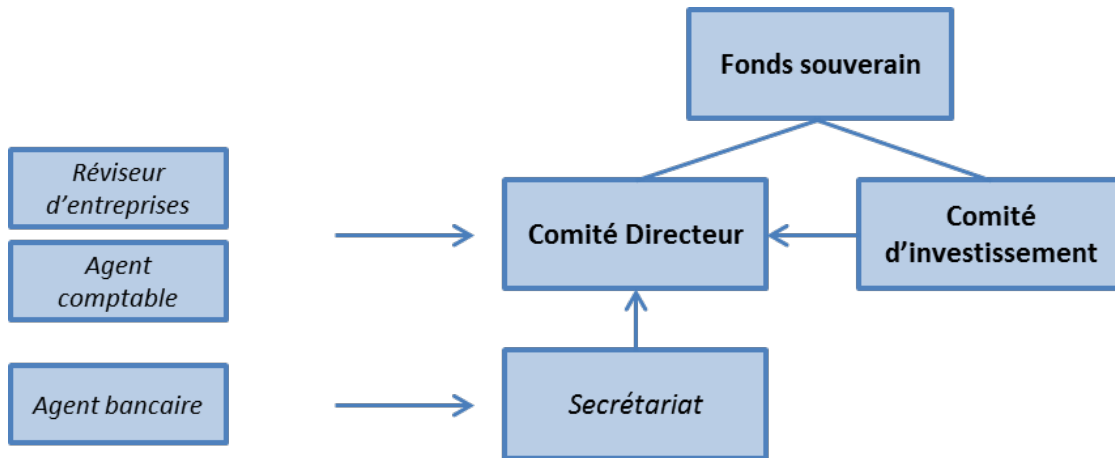 Fonds souverain
Réviseur
d’entreprises
Comité Directeur
Comité
d’investissement
Agent
comptable
Agent bancaire
Secrétariat